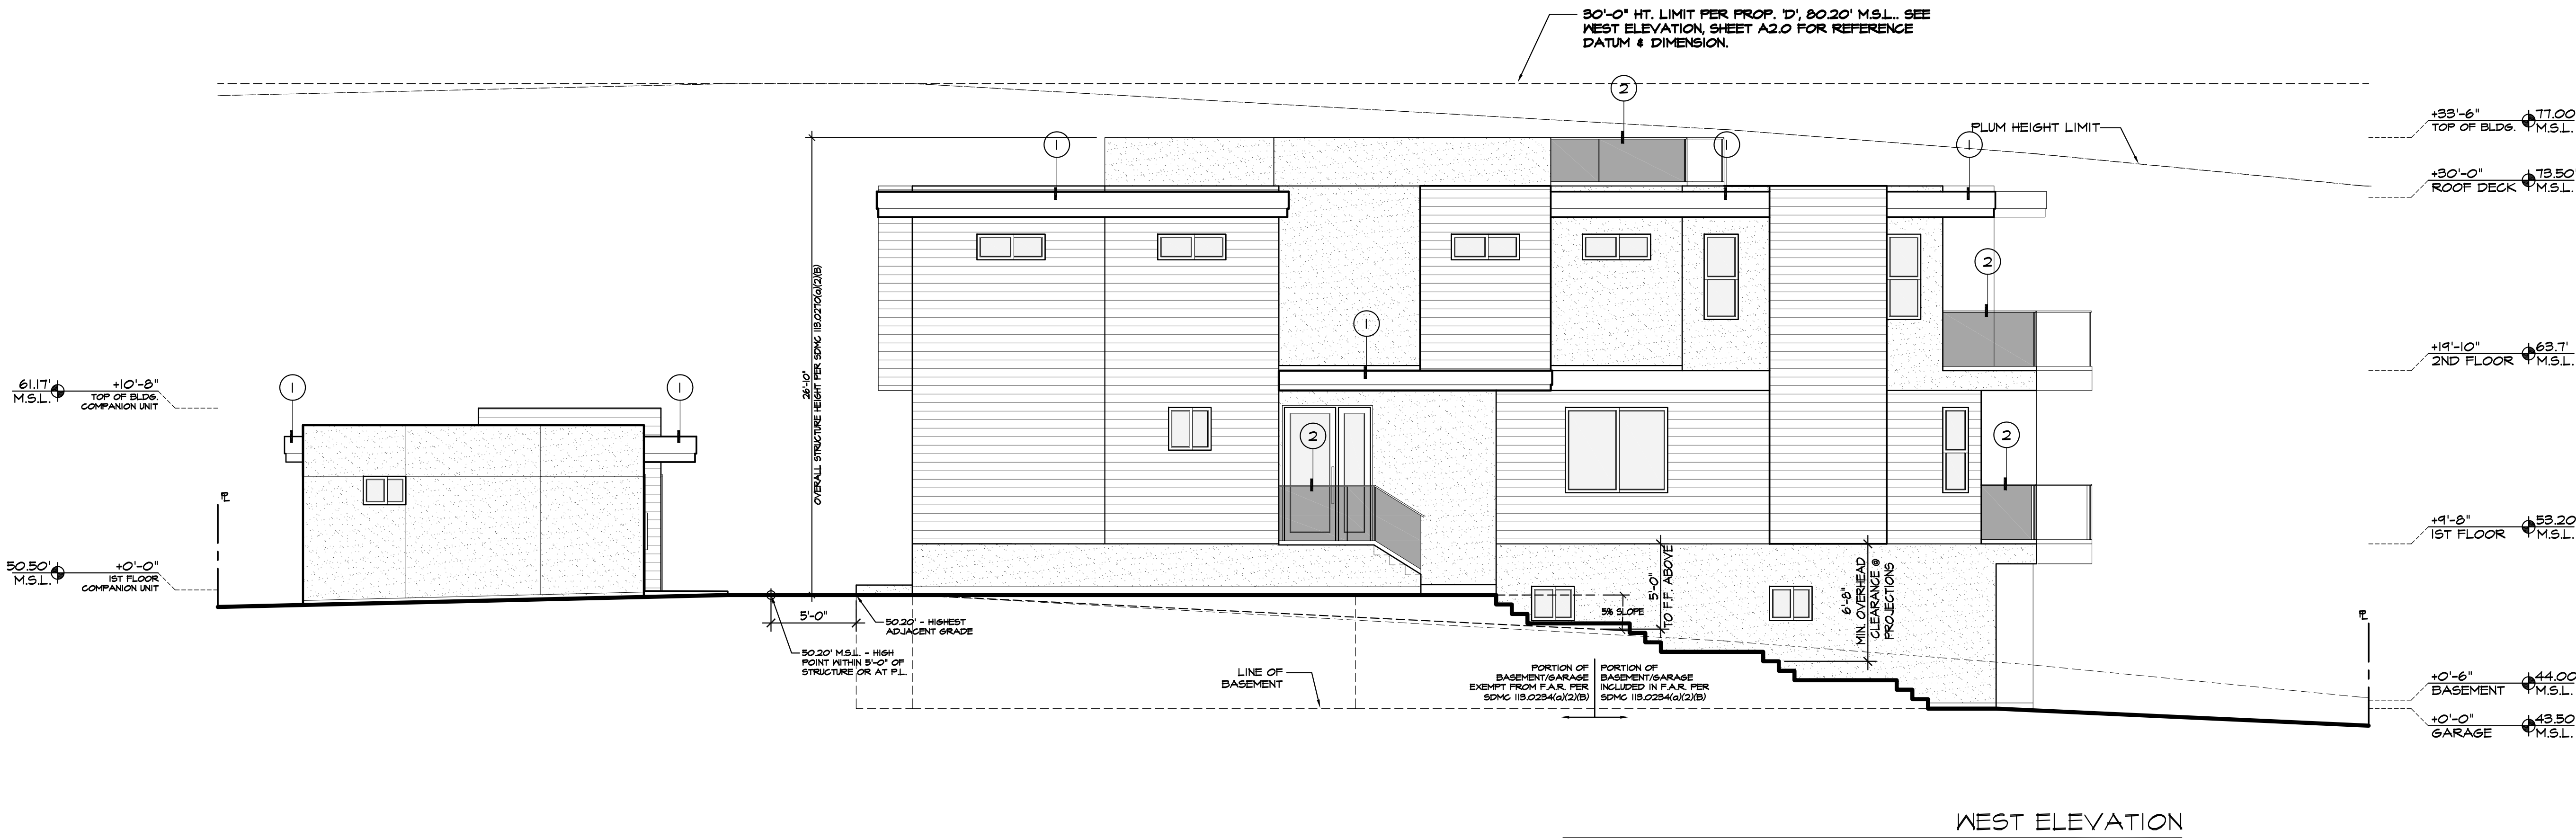 30'-0" HT. LIMIT PER PROP. 'D', 80.20' M.S.L.. SEE
WEST ELEVATION, SHEET A2.0 FOR REFERENCE
DATUM & DIMENSION.
2
1
1
1
PLUM HEIGHT LIMIT
+33'-6" 77.00
TOP OF BLDG. M.S.L.
+30'-0" 73.50
ROOF DECK M.S.L.
26'-10"
OVERALL STRUCTURE HEIGHT PER SDMC 113.0270(a)(2)(B)
2
1
+19'-10" 63.7'
2ND FLOOR M.S.L.
61.17' +10'-8"
M.S.L. TOP OF BLDG.
COMPANION UNIT
1
1
2
2
PL
+9'-8" 53.20
1ST FLOOR M.S.L.
50.50' +0'-0"
M.S.L. 1ST FLOOR
COMPANION UNIT
5'-0"
TO F.F. ABOVE
6'-8"
MIN. OVERHEAD
CLEARANCE @
PROJECTIONS
5% SLOPE
5'-0"
50.20' - HIGHEST
ADJACENT GRADE
PL
50.20' M.S.L. - HIGH
POINT WITHIN 5'-0" OF
STRUCTURE OR AT P.L.
LINE OF
BASEMENT
PORTION OF
BASEMENT/GARAGE
EXEMPT FROM F.A.R. PER
SDMC 113.0234(a)(2)(B)
PORTION OF
BASEMENT/GARAGE
INCLUDED IN F.A.R. PER
SDMC 113.0234(a)(2)(B)
+0'-6" 44.00
BASEMENT M.S.L.
+0'-0" 43.50
GARAGE M.S.L.
WEST ELEVATION